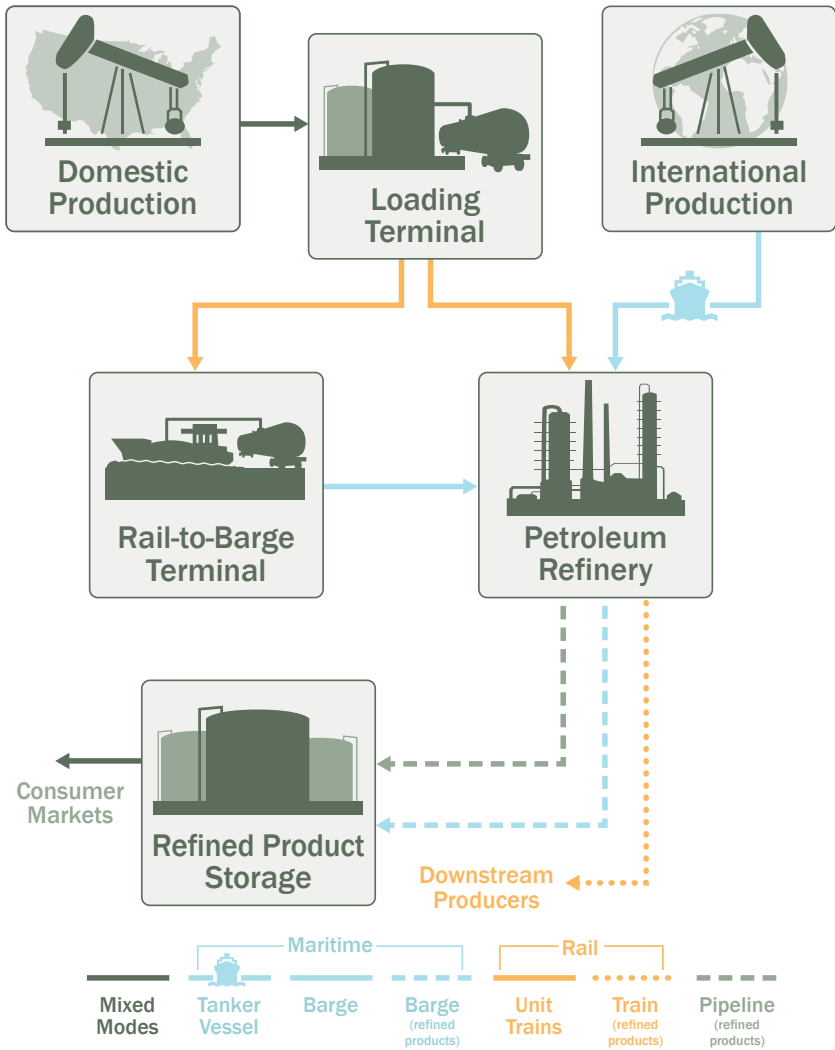 Domestic
Production
Loading
Terminal
International
Production
Rail-to-Barge
Terminal
Petroleum
Refinery
Consumer
Markets
Refined Product
Storage
Downstream
Producers
Maritime
Rail
Mixed
Modes
Tanker
Vessel
Barge
Barge
(refined
products)
Unit
Trains
Train
(refined
products)
Pipeline
(refined
products)